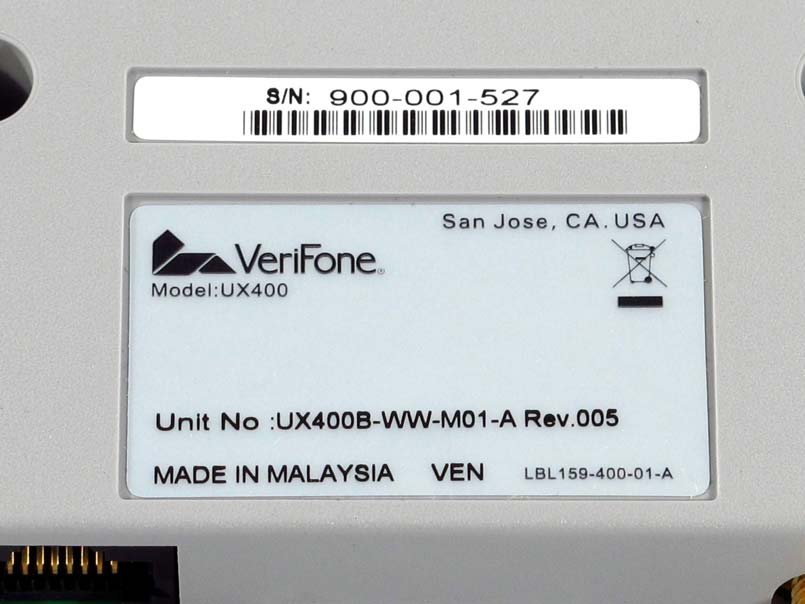 S/N: 900-001-527
San Jose, CA. USA
VeriFone®
Model:UX400
Unit No :UX400B-WW-M01-A Rev.005
MADE IN MALAYSIA VEN LBL159-400-01-A